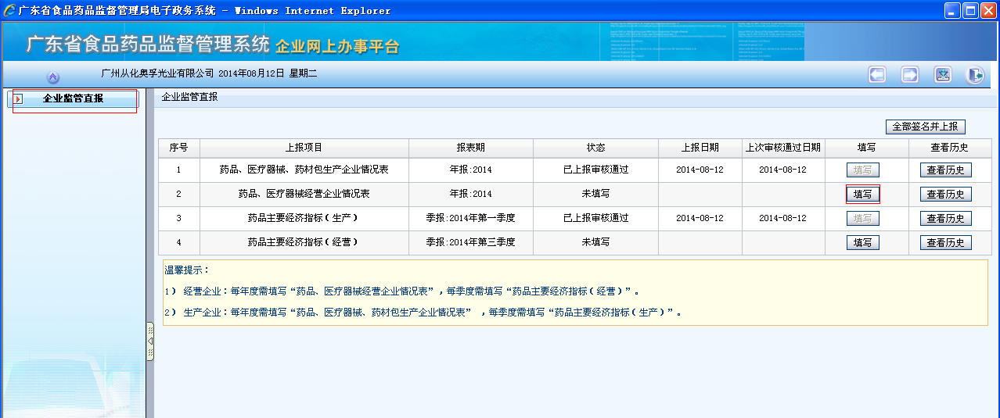 广东省食品药品监督管理局电子政务系统 - Windows Internet Explorer
广东省食品药品监督管理系统 企业网上办事平台
广州从化奥孚光业有限公司 2014年08月12日 星期二
企业监管直报
企业监管直报
全部签名并上报
序号 上报项目 报表期 状态 上报日期 上次审核通过日期 填写 查看历史
1 药品、医疗器械、药材包生产企业情况表 年报:2014 已上报审核通过 2014-08-12 2014-08-12 填写 查看历史
2 药品、医疗器械经营企业情况表 年报:2014 未填写 填写 查看历史
3 药品主要经济指标(生产) 季报:2014年第一季度 已上报审核通过 2014-08-12 2014-08-12 填写 查看历史
4 药品主要经济指标(经营) 季报:2014年第三季度 未填写 填写 查看历史
温馨提示：
1) 经营企业：每年度需填写“药品、医疗器械经营企业情况表”，每季度需填写“药品主要经济指标(经营)”。
2) 生产企业：每年度需填写“药品、医疗器械、药材包生产企业情况表” ，每季度需填写“药品主要经济指标(生产)”。